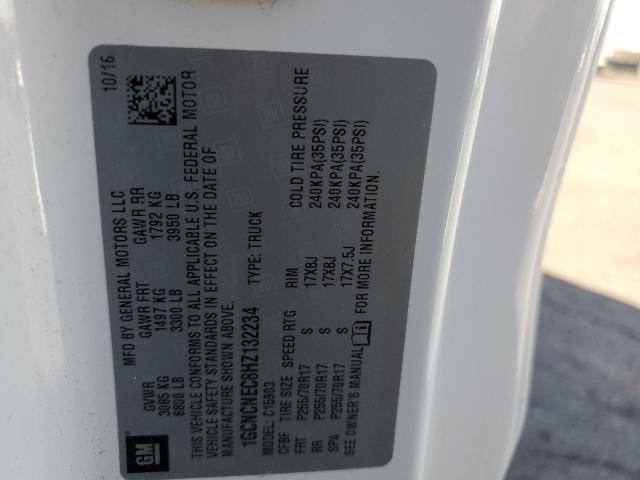 GM
MFD BY GENERAL MOTORS LLC 10/16
GVWR GAWR FRT GAWR RR
3085 KG 1497 KG 1792 KG
6800 LB 3300 LB 3950 LB
THIS VEHICLE CONFORMS TO ALL APPLICABLE U.S. FEDERAL MOTOR
VEHICLE SAFETY STANDARDS IN EFFECT ON THE DATE OF
MANUFACTURE SHOWN ABOVE.
1GCNCNEC9HZ132234 TYPE: TRUCK
MODEL: C15903
CFBF TIRE SIZE SPEED RTG RIM COLD TIRE PRESSURE
FRT P255/70R17 S 17X8J 240KPA(35PSI)
RR P255/70R17 S 17X8J 240KPA(35PSI)
SPA P255/70R17 S 17X7.5J 240KPA(35PSI)
SEE OWNER'S MANUAL FOR MORE INFORMATION.